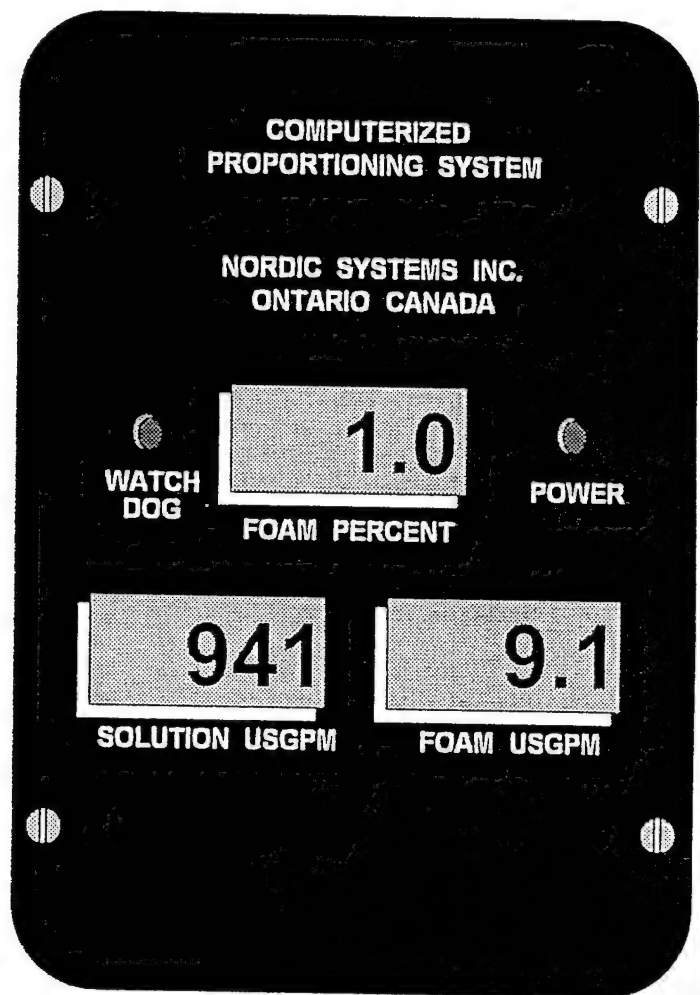 COMPUTERIZED
PROPORTIONING SYSTEM
NORDIC SYSTEMS INC.
ONTARIO CANADA
1.0
WATCH
DOG
POWER
FOAM PERCENT
941
9.1
SOLUTION USGPM
FOAM USGPM